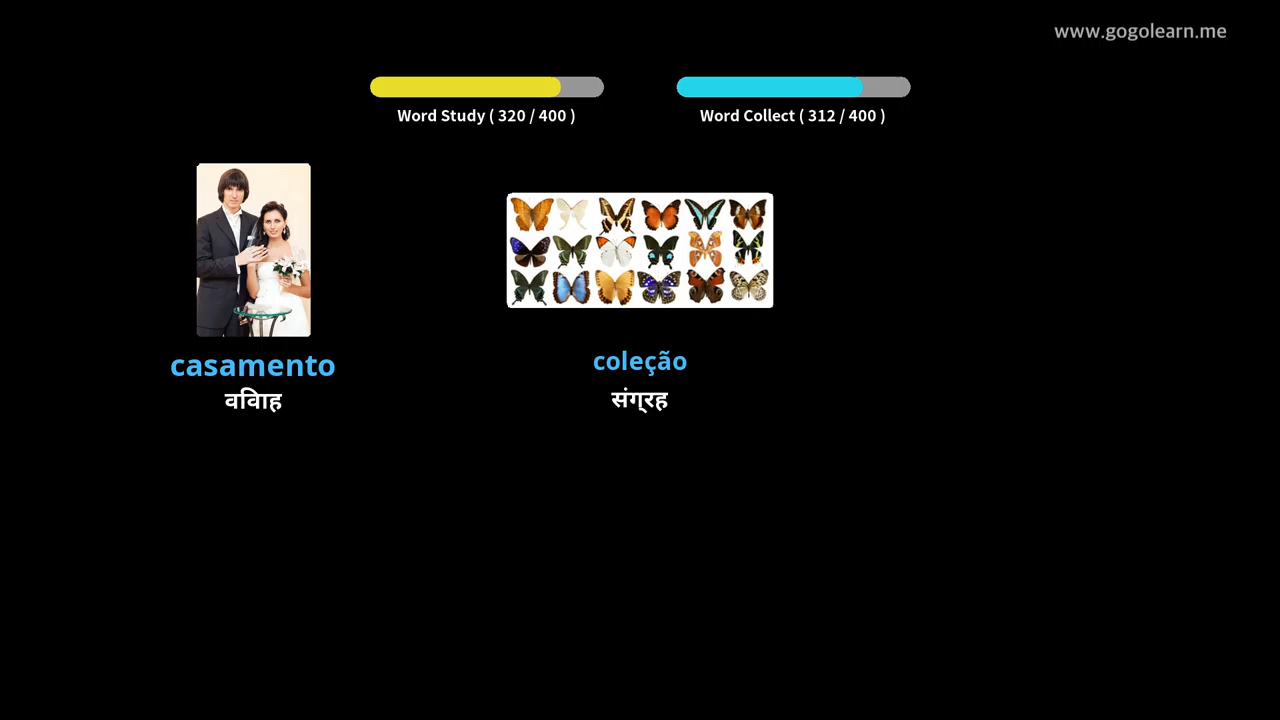 www.gogolearn.me
Word Study ( 320 / 400 )
Word Collect ( 312 / 400 )
casamento
विवाह
coleção
संग्रह